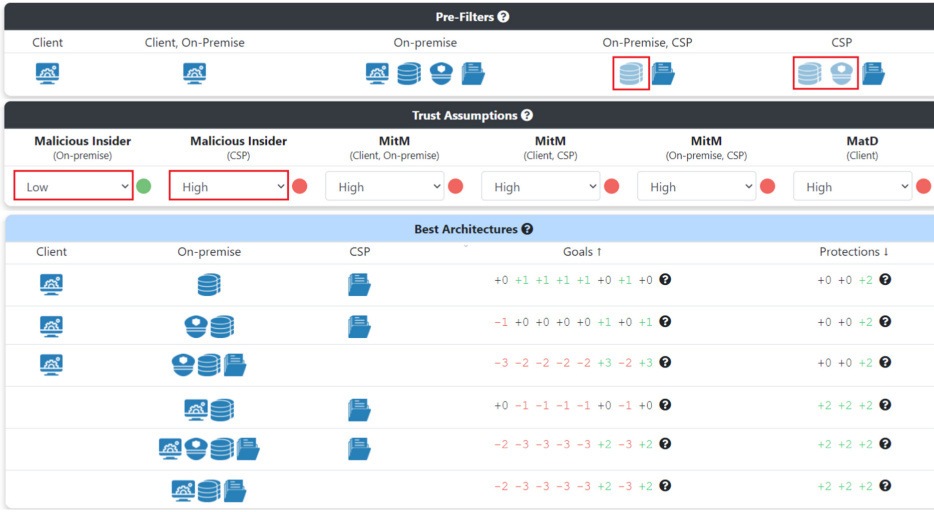 Pre-Filters ?
Client Client, On-Premise On-premise On-Premise, CSP CSP
Trust Assumptions ?
Malicious Insider Malicious Insider MitM MitM MitM MatD
(On-premise) (CSP) (Client, On-premise) (Client, CSP) (On-premise, CSP) (Client)
Low High High High High High
Best Architectures ?
Client On-premise CSP Goals ↑ Protections ↓
+0 +1 +1 +1 +1 +0 +1 +0 ? +0 +0 +2 ?
-1 +0 +0 +0 +0 +1 +0 +1 ? +0 +0 +2 ?
-3 -2 -2 -2 -2 +3 -2 +3 ? +0 +0 +2 ?
+0 -1 -1 -1 -1 +0 -1 +0 ? +2 +2 +2 ?
-2 -3 -3 -3 -3 +2 -3 +2 ? +2 +2 +2 ?
-2 -3 -3 -3 -3 +2 -3 +2 ? +2 +2 +2 ?